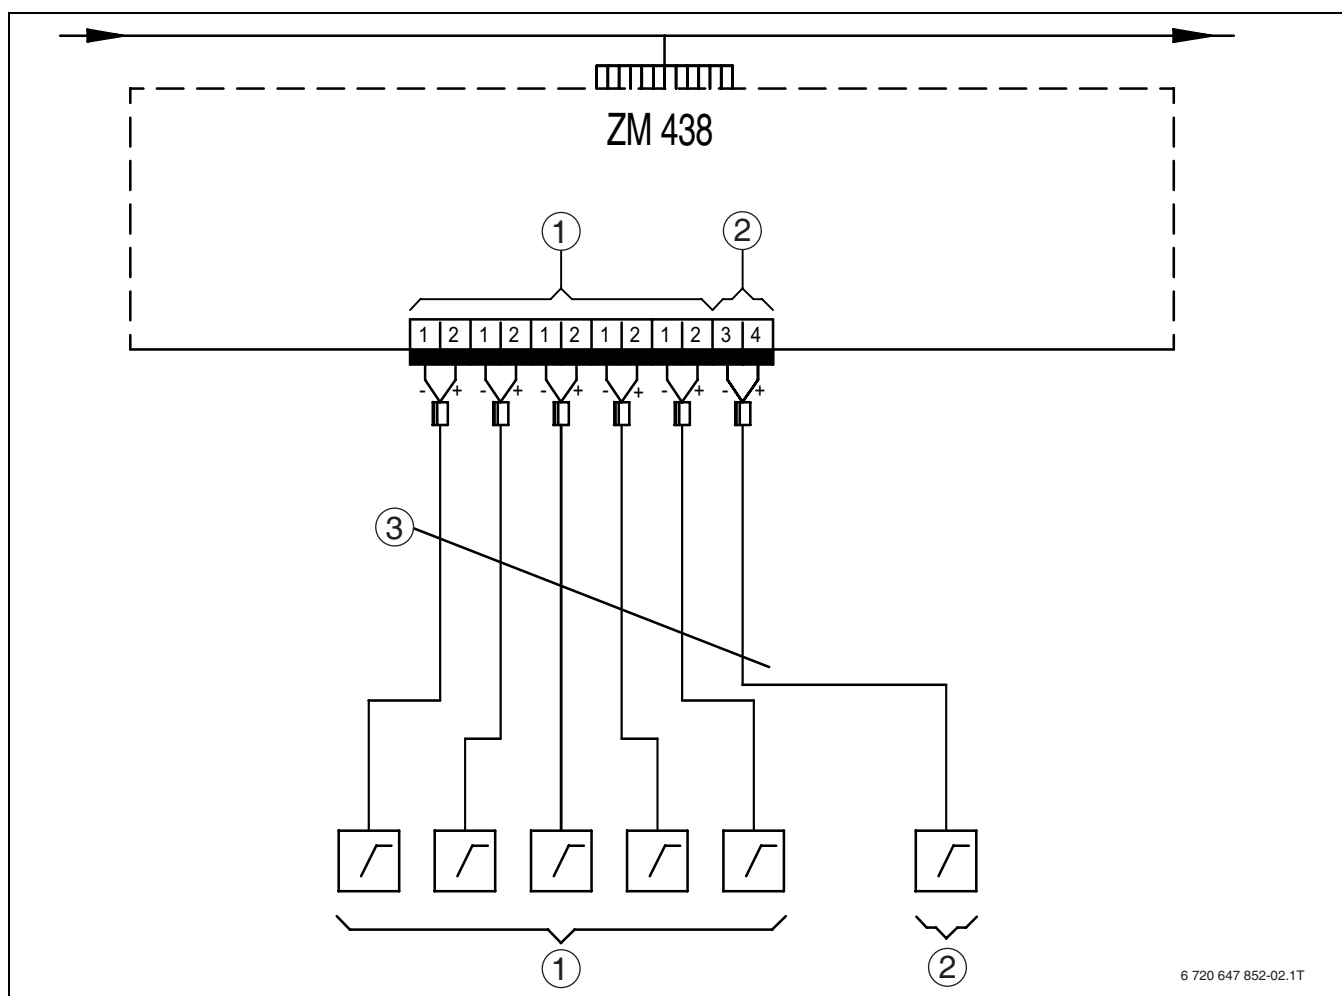 ZM 438
1 2
1 2 1 2 1 2 1 2 1 2 3 4
- + - + - + - + - + - +
3
1 2
6 720 647 852-02.1T